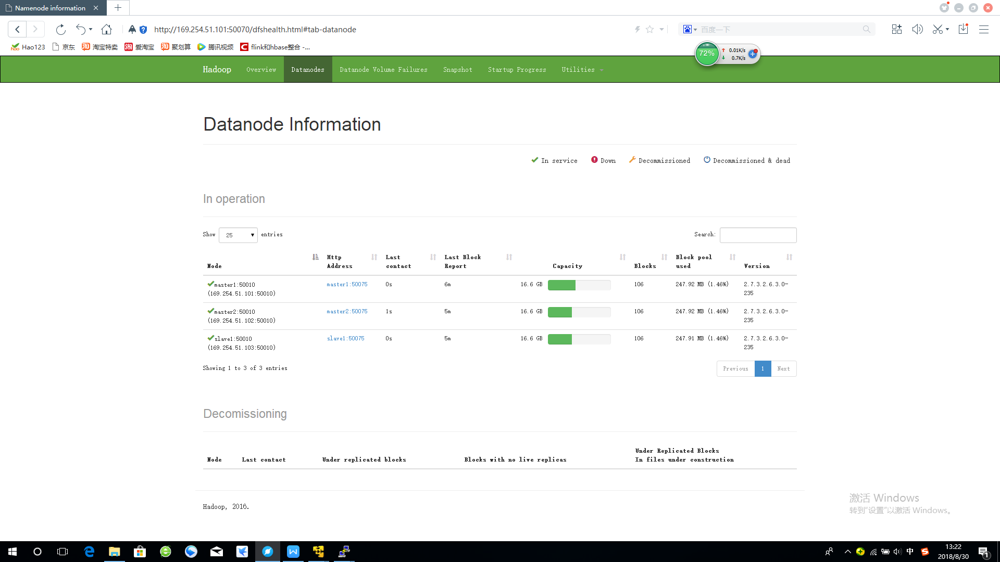 Namenode information
http://169.254.51.101:50070/dfshealth.html#tab-datanode
百度一下
Hao123 京东 淘宝特卖 爱淘宝 聚划算 腾讯视频 flink和hbase整合 -...
72% 0.01K/s
0.7K/s
Hadoop Overview Datanodes Datanode Volume Failures Snapshot Startup Progress Utilities
Datanode Information
In service Down Decommissioned Decommissioned & dead
In operation
Show 25 entries Search:
Node Http Address Last contact Last Block Report Capacity Blocks Block pool used Version
master1:50010 (169.254.51.101:50010) master1:50075 0s 6m 16.6 GB 106 247.92 MB (1.46%) 2.7.3.2.6.3.0-235
master2:50010 (169.254.51.102:50010) master2:50075 1s 5m 16.6 GB 106 247.92 MB (1.46%) 2.7.3.2.6.3.0-235
slave1:50010 (169.254.51.103:50010) slave1:50075 0s 5m 16.6 GB 106 247.91 MB (1.46%) 2.7.3.2.6.3.0-235
Showing 1 to 3 of 3 entries Previous 1 Next
Decomissioning
Node Last contact Under replicated blocks Blocks with no live replicas Under Replicated Blocks In files under construction
Hadoop, 2016.
激活 Windows
转到“设置”以激活 Windows。
中 13:22
2018/8/30
1